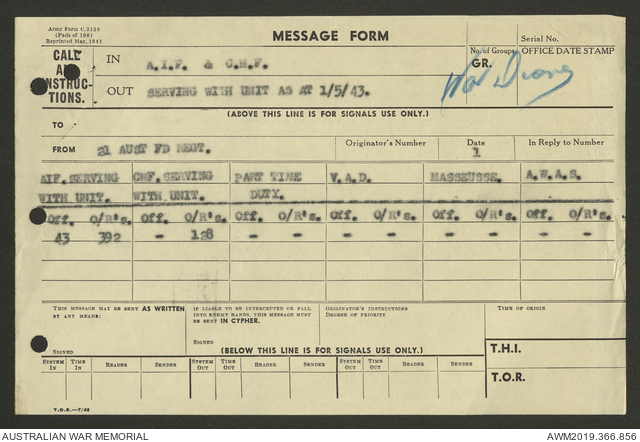 Army Form C.2128
(Pads of 100)
Reprinted May, 1941
MESSAGE FORM
Serial No.
CALL
AND
INSTRUC-
TIONS.
IN A.I.F. & C.M.F.
No. of Groups
GR.
OFFICE DATE STAMP
OUT SERVING WITH UNIT AS AT 1/5/43.
War Diary
(ABOVE THIS LINE IS FOR SIGNALS USE ONLY.)
TO
FROM 21 AUST FD REGT.
Originator's Number
Date
1
In Reply to Number
AIF.SERVING CMF.SERVING PART TIME V.A.D. MASSEUSSE. A.W.A.S.
WITH UNIT. WITH UNIT. DUTY.
Off. O/R's. Off. O/R's. Off. O/R's. Off. O/R's. Off. O/R's. Off. O/R's.
43 392 - 128 - - - - - - - -
THIS MESSAGE MAY BE SENT AS WRITTEN
BY ANY MEANS:
IF LIABLE TO BE INTERCEPTED OR FALL
INTO ENEMY HANDS, THIS MESSAGE MUST
BE SENT IN CYPHER.
ORIGINATOR'S INSTRUCTIONS
DEGREE OF PRIORITY
TIME OF ORIGIN
SIGNED
SIGNED
(BELOW THIS LINE IS FOR SIGNALS USE ONLY.)
T.H.I.
SYSTEM IN TIME IN READER SENDER SYSTEM OUT TIME OUT READER SENDER SYSTEM OUT TIME OUT READER SENDER
T.O.R.
AUSTRALIAN WAR MEMORIAL
AWM2019.366.856